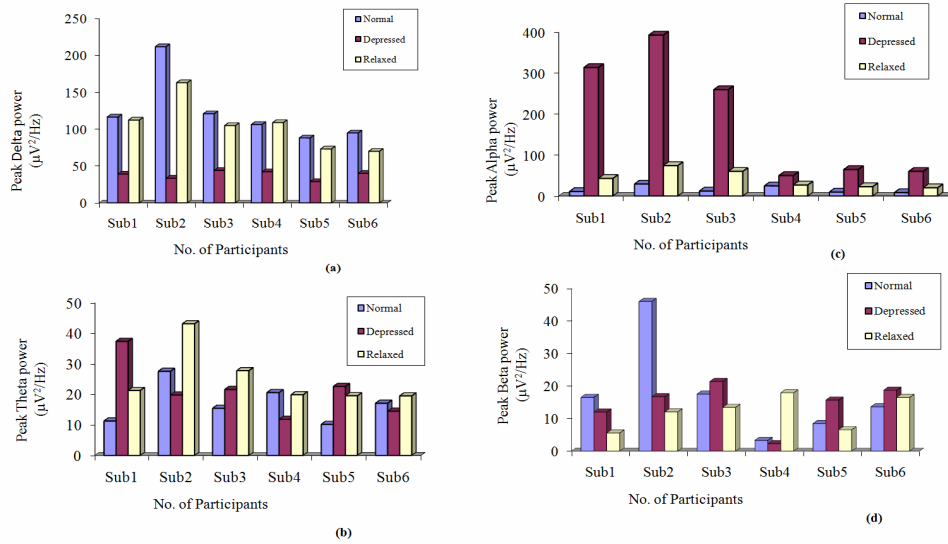 250
200
150
100
50
0
Peak Delta power
(µV²/Hz)
Normal
Depressed
Relaxed
Sub1 Sub2 Sub3 Sub4 Sub5 Sub6
No. of Participants
(a)
400
300
200
100
0
Peak Alpha power
(µV²/Hz)
Normal
Depressed
Relaxed
Sub1 Sub2 Sub3 Sub4 Sub5 Sub6
No. of Participants
(c)
50
40
30
20
10
0
Peak Theta power
(µV²/Hz)
Normal
Depressed
Relaxed
Sub1 Sub2 Sub3 Sub4 Sub5 Sub6
No. of Participants
(b)
50
40
30
20
10
0
Peak Beta power
(µV²/Hz)
Normal
Depressed
Relaxed
Sub1 Sub2 Sub3 Sub4 Sub5 Sub6
No. of Participants
(d)